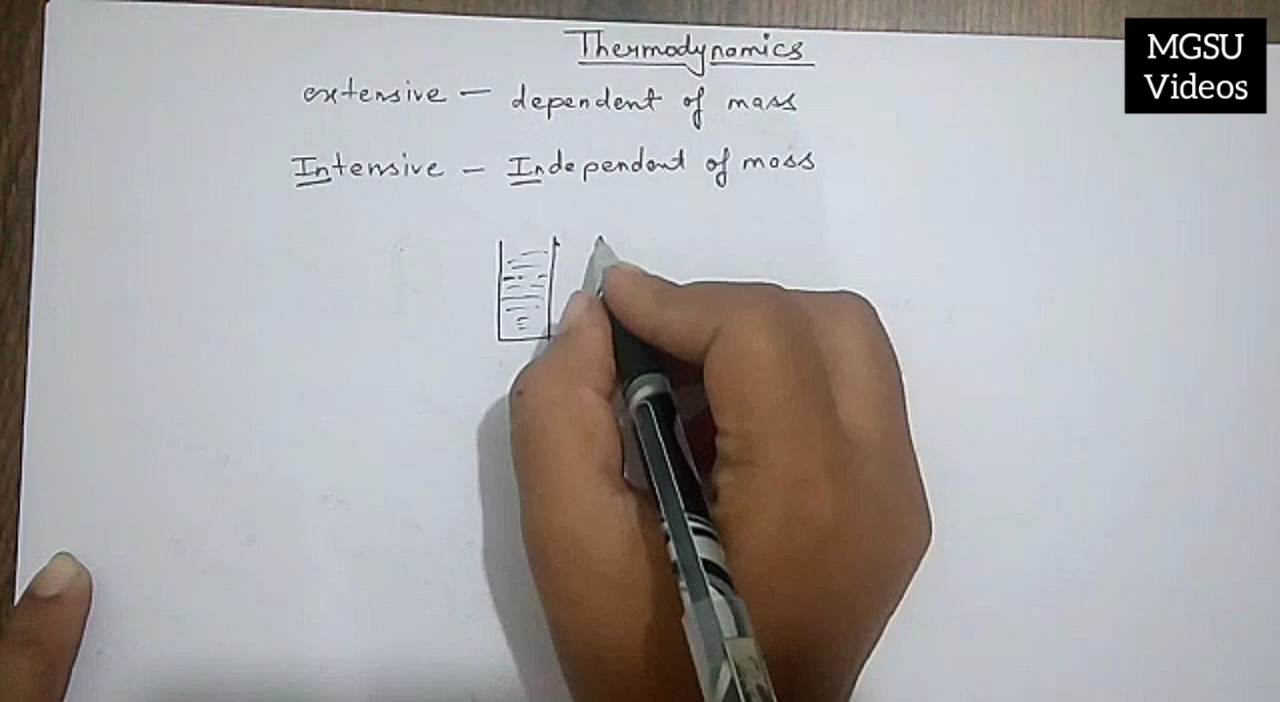 Thermodynamics
MGSU
Videos
extensive — dependent of mass
Intensive — Independent of mass